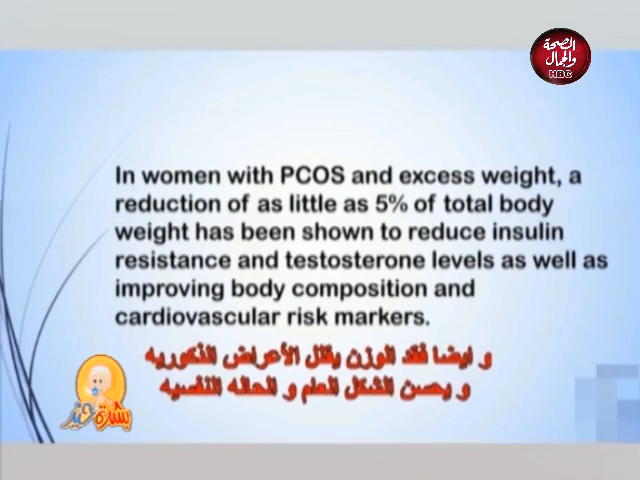 الصحة
والجمال
HBC
In women with PCOS and excess weight, a
reduction of as little as 5% of total body
weight has been shown to reduce insulin
resistance and testosterone levels as well as
improving body composition and
cardiovascular risk markers.
و ايضا فقد الوزن يقلل الأعراض الذكوريه
و يحسن الشكل العام و الحاله النفسيه
بشرة خير